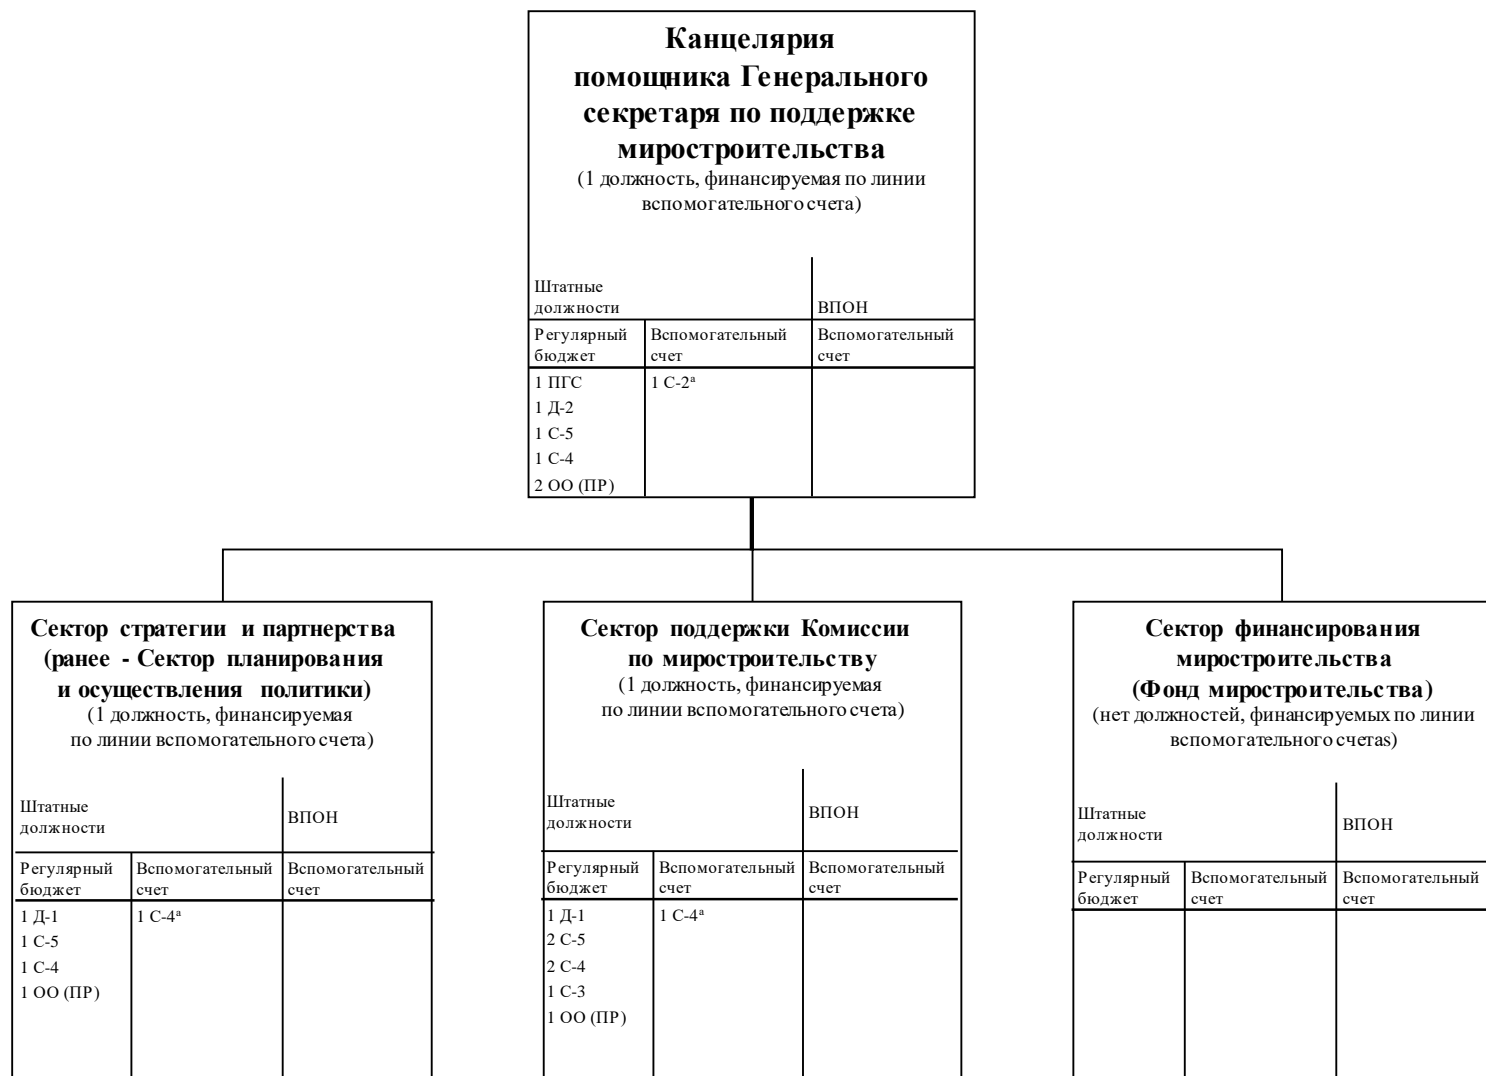 Канцелярия
помощника Генерального
секретаря по поддержке
миростроительства
(1 должность, финансируемая по линии
вспомогательного счета)
Штатные
должности
ВПОН
Регулярный
бюджет
Вспомогательный
счет
Вспомогательный
счет
1 ПГС
1 С-2ᵃ
1 Д-2
1 С-5
1 С-4
2 ОО (ПР)
Сектор стратегии и партнерства
(ранее - Сектор планирования
и осуществления политики)
(1 должность, финансируемая
по линии вспомогательного счета)
Штатные
должности
ВПОН
Регулярный
бюджет
Вспомогательный
счет
Вспомогательный
счет
1 Д-1
1 С-4ᵃ
1 С-5
1 С-4
1 ОО (ПР)
Сектор поддержки Комиссии
по миростроительству
(1 должность, финансируемая
по линии вспомогательного счета)
Штатные
должности
ВПОН
Регулярный
бюджет
Вспомогательный
счет
Вспомогательный
счет
1 Д-1
1 С-4ᵃ
2 С-5
2 С-4
1 С-3
1 ОО (ПР)
Сектор финансирования
миростроительства
(Фонд миростроительства)
(нет должностей, финансируемых по линии
вспомогательного счетаs)
Штатные
должности
ВПОН
Регулярный
бюджет
Вспомогательный
счет
Вспомогательный
счет